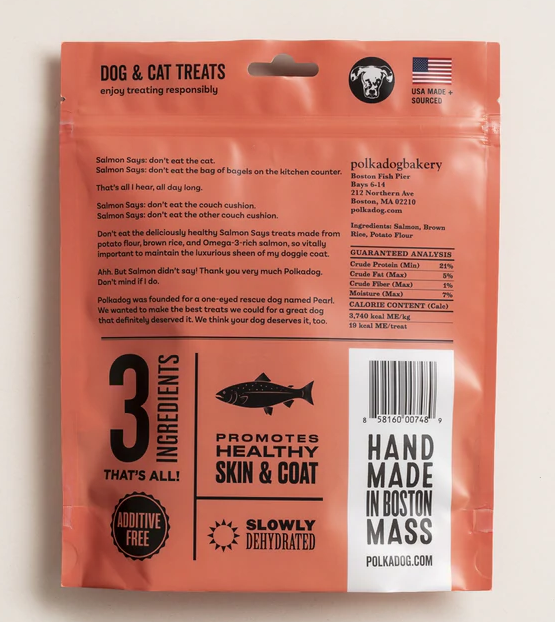 DOG & CAT TREATS
enjoy treating responsibly
USA MADE +
SOURCED
Salmon Says: don't eat the cat.
Salmon Says: don't eat the bag of bagels on the kitchen counter.
That's all I hear, all day long.
Salmon Says: don't eat the couch cushion.
Salmon Says: don't eat the other couch cushion.
Don't eat the deliciously healthy Salmon Says treats made from
potato flour, brown rice, and Omega-3-rich salmon, so vitally
important to maintain the luxurious sheen of my doggie coat.
Ahh. But Salmon didn't say! Thank you very much Polkadog.
Don't mind if I do.
Polkadog was founded for a one-eyed rescue dog named Pearl.
We wanted to make the best treats we could for a great dog
that definitely deserved it. We think your dog deserves it, too.
polkadogbakery
Boston Fish Pier
Bays 6-14
212 Northern Ave
Boston, MA 02210
polkadog.com
Ingredients: Salmon, Brown
Rice, Potato Flour
GUARANTEED ANALYSIS
Crude Protein (Min) 21%
Crude Fat (Max) 5%
Crude Fiber (Max) 1%
Moisture (Max) 7%
CALORIE CONTENT (Calc)
3,740 kcal ME/kg
19 kcal ME/treat
3 INGREDIENTS
THAT'S ALL!
ADDITIVE
FREE
PROMOTES
HEALTHY
SKIN & COAT
SLOWLY
DEHYDRATED
8 58160 00748 9
HAND
MADE
IN BOSTON
MASS
POLKADOG.COM